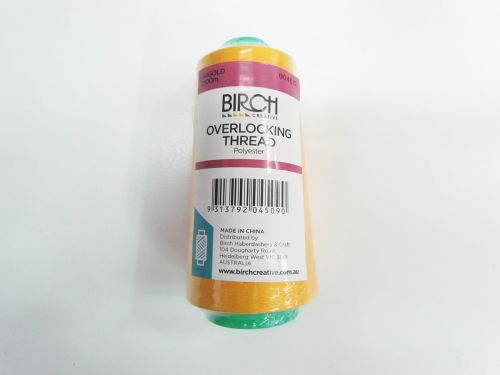 BIRCH
CREATIVE
OVERLOCKING
THREAD
Polyester
9 313792 045090
MADE IN CHINA
Distributed by
Birch Haberdashery & Craft
104 Dougharty Road
Heidelberg West VIC 3081
AUSTRALIA
www.birchcreative.com.au